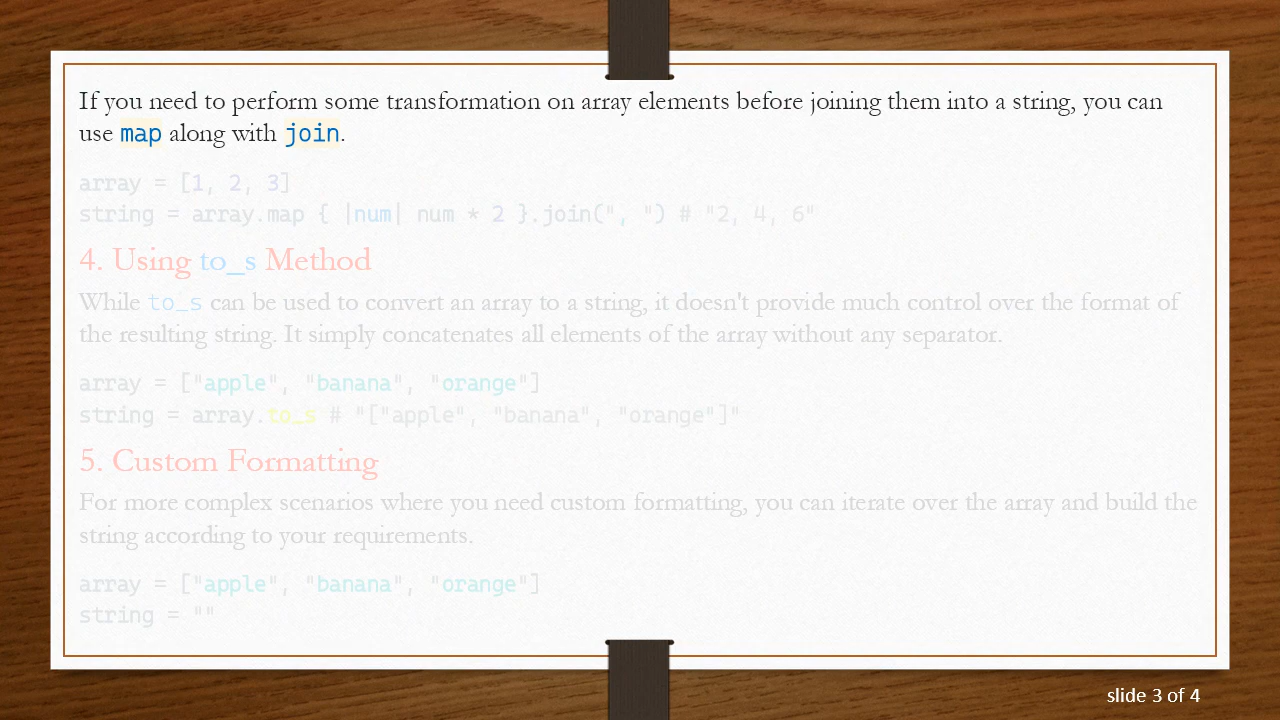 If you need to perform some transformation on array elements before joining them into a string, you can
use map along with join.
array = [1, 2, 3]
string = array.map { |num| num * 2 }.join(", ") # "2, 4, 6"
4. Using to_s Method
While to_s can be used to convert an array to a string, it doesn't provide much control over the format of
the resulting string. It simply concatenates all elements of the array without any separator.
array = ["apple", "banana", "orange"]
string = array.to_s # "["apple", "banana", "orange"]"
5. Custom Formatting
For more complex scenarios where you need custom formatting, you can iterate over the array and build the
string according to your requirements.
array = ["apple", "banana", "orange"]
string = ""
slide 3 of 4